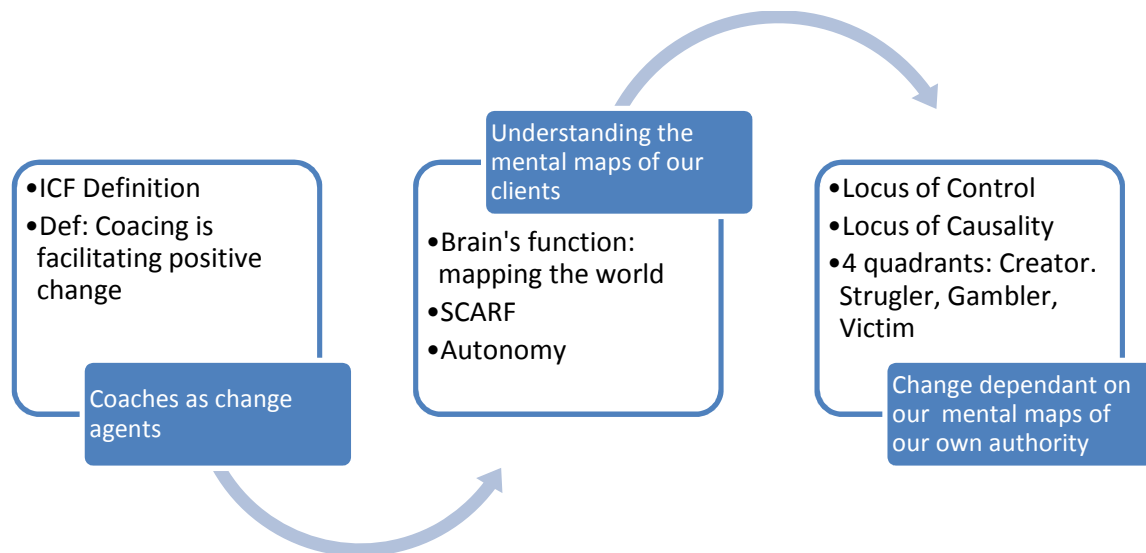 •ICF Definition
•Def: Coacing is
facilitating positive
change
Coaches as change
agents
Understanding the
mental maps of our
clients
•Brain's function:
mapping the world
•SCARF
•Autonomy
•Locus of Control
•Locus of Causality
•4 quadrants: Creator.
Strugler, Gambler,
Victim
Change dependant on
our mental maps of
our own authority